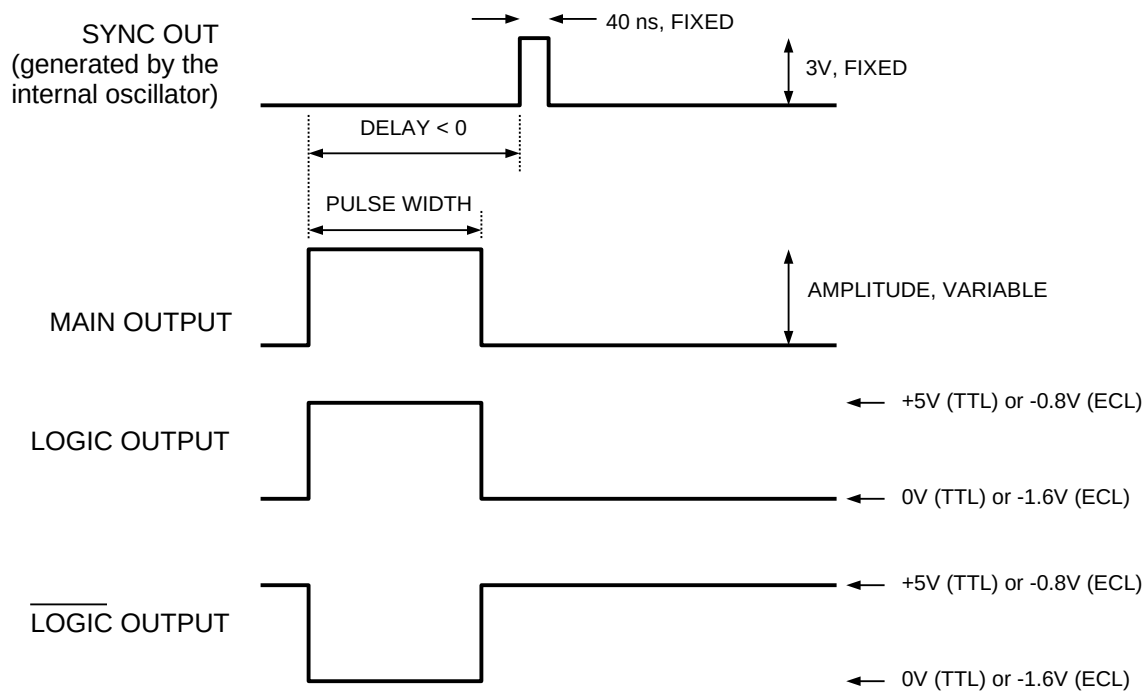 40 ns, FIXED
SYNC OUT
(generated by the
internal oscillator)
3V, FIXED
DELAY < 0
PULSE WIDTH
AMPLITUDE, VARIABLE
MAIN OUTPUT
+5V (TTL) or -0.8V (ECL)
LOGIC OUTPUT
0V (TTL) or -1.6V (ECL)
+5V (TTL) or -0.8V (ECL)
LOGIC OUTPUT
0V (TTL) or -1.6V (ECL)